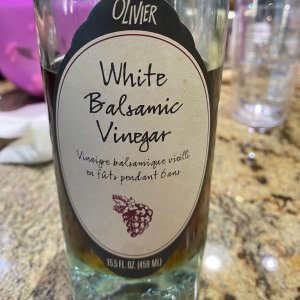 OLIVIER
White
Balsamic
Vinegar
Vinaigre balsamique vieilli
en fûts pendant 6 ans
15.5 FL. OZ. (458 ML)